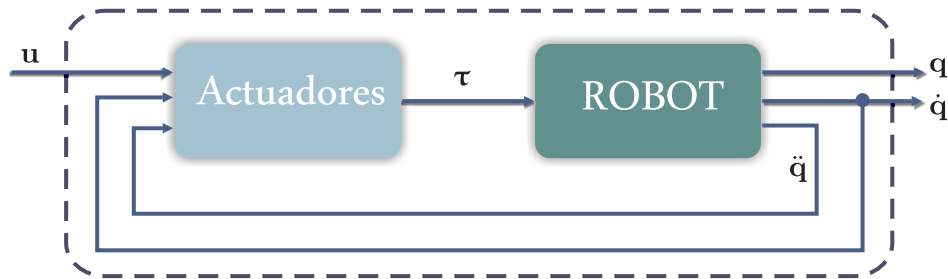 u
Actuadores
τ
ROBOT
q
q̇
q̈